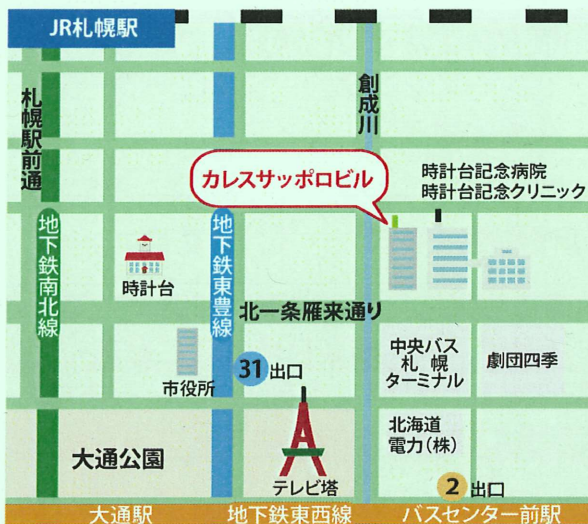 JR札幌駅
札幌駅前通
創成川
カレスサッポロビル
時計台記念病院
時計台記念クリニック
地下鉄南北線
地下鉄東豊線
時計台
北一条雁来通り
中央バス
札幌
ターミナル
劇団四季
市役所
31 出口
北海道
電力(株)
大通公園
テレビ塔
2 出口
大通駅
地下鉄東西線
バスセンター前駅